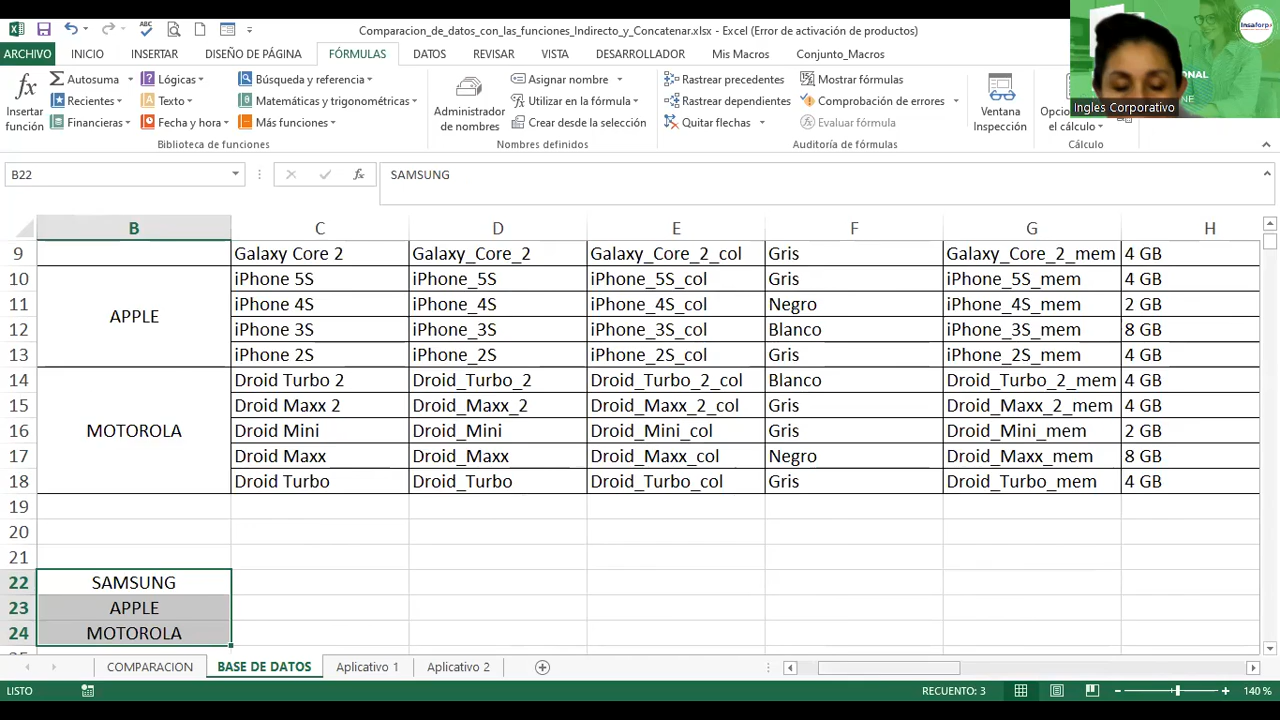 Comparacion_de_datos_con_las_funciones_Indirecto_y_Concatenar.xlsx - Excel (Error de activación de productos)
ARCHIVO INICIO INSERTAR DISEÑO DE PÁGINA FÓRMULAS DATOS REVISAR VISTA DESARROLLADOR Mis Macros Conjunto_Macros
Insertar función
Autosuma
Recientes
Financieras
Lógicas
Texto
Fecha y hora
Búsqueda y referencia
Matemáticas y trigonométricas
Más funciones
Biblioteca de funciones
Administrador de nombres
Asignar nombre
Utilizar en la fórmula
Crear desde la selección
Nombres definidos
Rastrear precedentes
Rastrear dependientes
Quitar flechas
Mostrar fórmulas
Comprobación de errores
Evaluar fórmula
Auditoría de fórmulas
Ventana Inspección
el cálculo
Cálculo
Ingles Corporativo
Insaforp
B22 fx SAMSUNG
B C D E F G H
9 Galaxy Core 2 Galaxy_Core_2 Galaxy_Core_2_col Gris Galaxy_Core_2_mem 4 GB
10 iPhone 5S iPhone_5S iPhone_5S_col Gris iPhone_5S_mem 4 GB
11 APPLE iPhone 4S iPhone_4S iPhone_4S_col Negro iPhone_4S_mem 2 GB
12 iPhone 3S iPhone_3S iPhone_3S_col Blanco iPhone_3S_mem 8 GB
13 iPhone 2S iPhone_2S iPhone_2S_col Gris iPhone_2S_mem 4 GB
14 Droid Turbo 2 Droid_Turbo_2 Droid_Turbo_2_col Blanco Droid_Turbo_2_mem 4 GB
15 Droid Maxx 2 Droid_Maxx_2 Droid_Maxx_2_col Gris Droid_Maxx_2_mem 4 GB
16 MOTOROLA Droid Mini Droid_Mini Droid_Mini_col Gris Droid_Mini_mem 2 GB
17 Droid Maxx Droid_Maxx Droid_Maxx_col Negro Droid_Maxx_mem 8 GB
18 Droid Turbo Droid_Turbo Droid_Turbo_col Gris Droid_Turbo_mem 4 GB
19
20
21
22 SAMSUNG
23 APPLE
24 MOTOROLA
COMPARACION BASE DE DATOS Aplicativo 1 Aplicativo 2
LISTO RECUENTO: 3 140 %